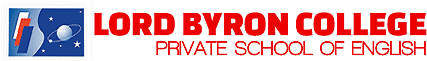 LORD BYRON COLLEGE
PRIVATE SCHOOL OF ENGLISH